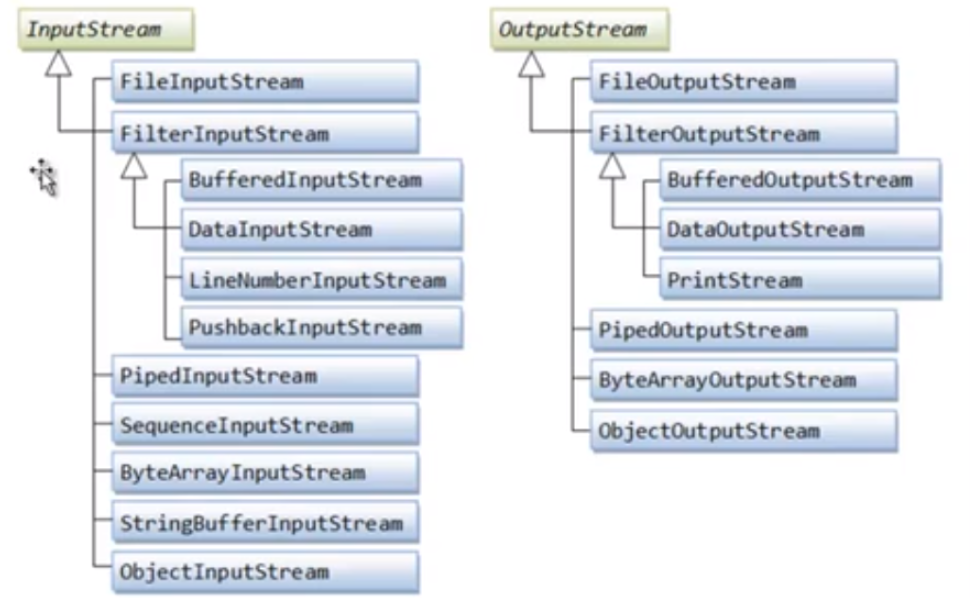 InputStream
FileInputStream
FilterInputStream
BufferedInputStream
DataInputStream
LineNumberInputStream
PushbackInputStream
PipedInputStream
SequenceInputStream
ByteArrayInputStream
StringBufferInputStream
ObjectInputStream
OutputStream
FileOutputStream
FilterOutputStream
BufferedOutputStream
DataOutputStream
PrintStream
PipedOutputStream
ByteArrayOutputStream
ObjectOutputStream